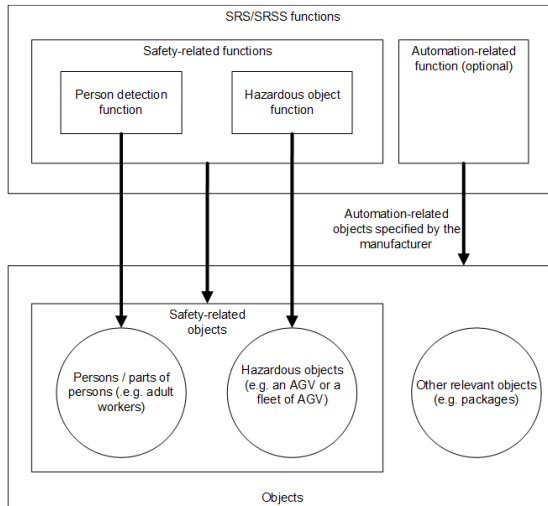 SRS/SRSS functions
Safety-related functions
Automation-related
function (optional)
Person detection
function
Hazardous object
function
Automation-related
objects specified by the
manufacturer
Safety-related
objects
Persons / parts of
persons (.e.g. adult
workers)
Hazardous objects
(e.g. an AGV or a
fleet of AGV)
Other relevant objects
(e.g. packages)
Objects